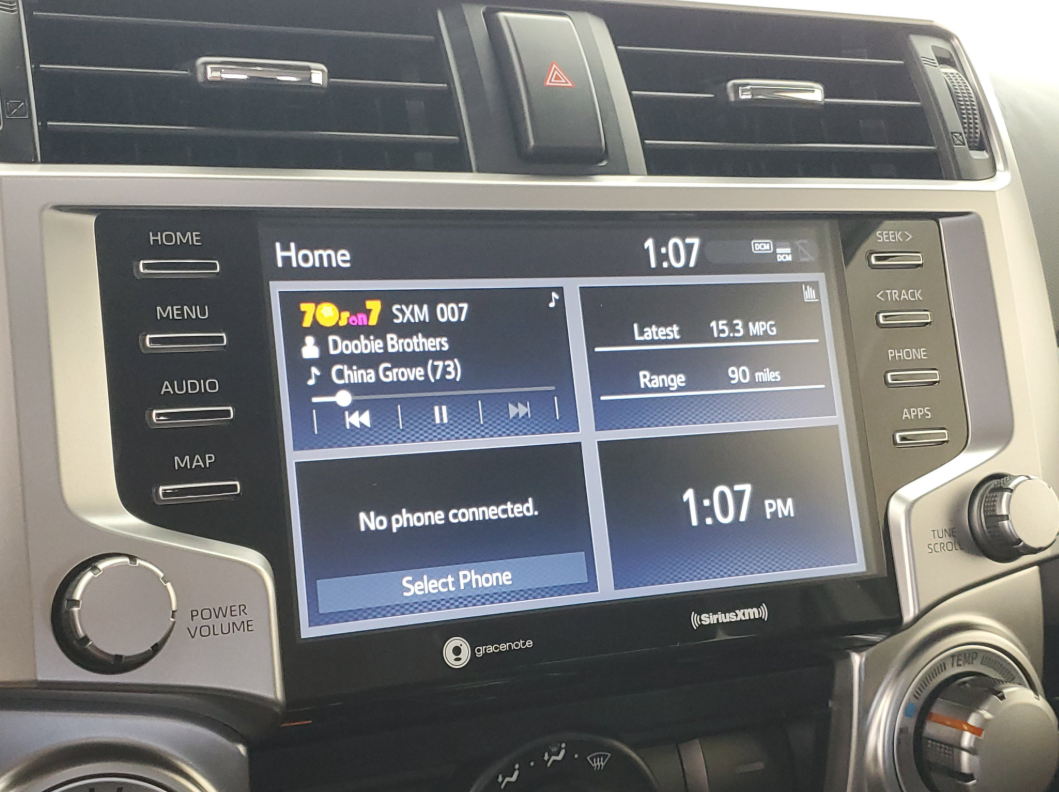 HOME
MENU
AUDIO
MAP
POWER
VOLUME
Home
1:07
DCM
DCM
70s on 7 SXM 007
Doobie Brothers
China Grove (73)
Latest 15.3 MPG
Range 90 miles
No phone connected.
Select Phone
1:07 PM
gracenote
SiriusXM
SEEK>
<TRACK
PHONE
APPS
TUNE
SCROLL
TEMP